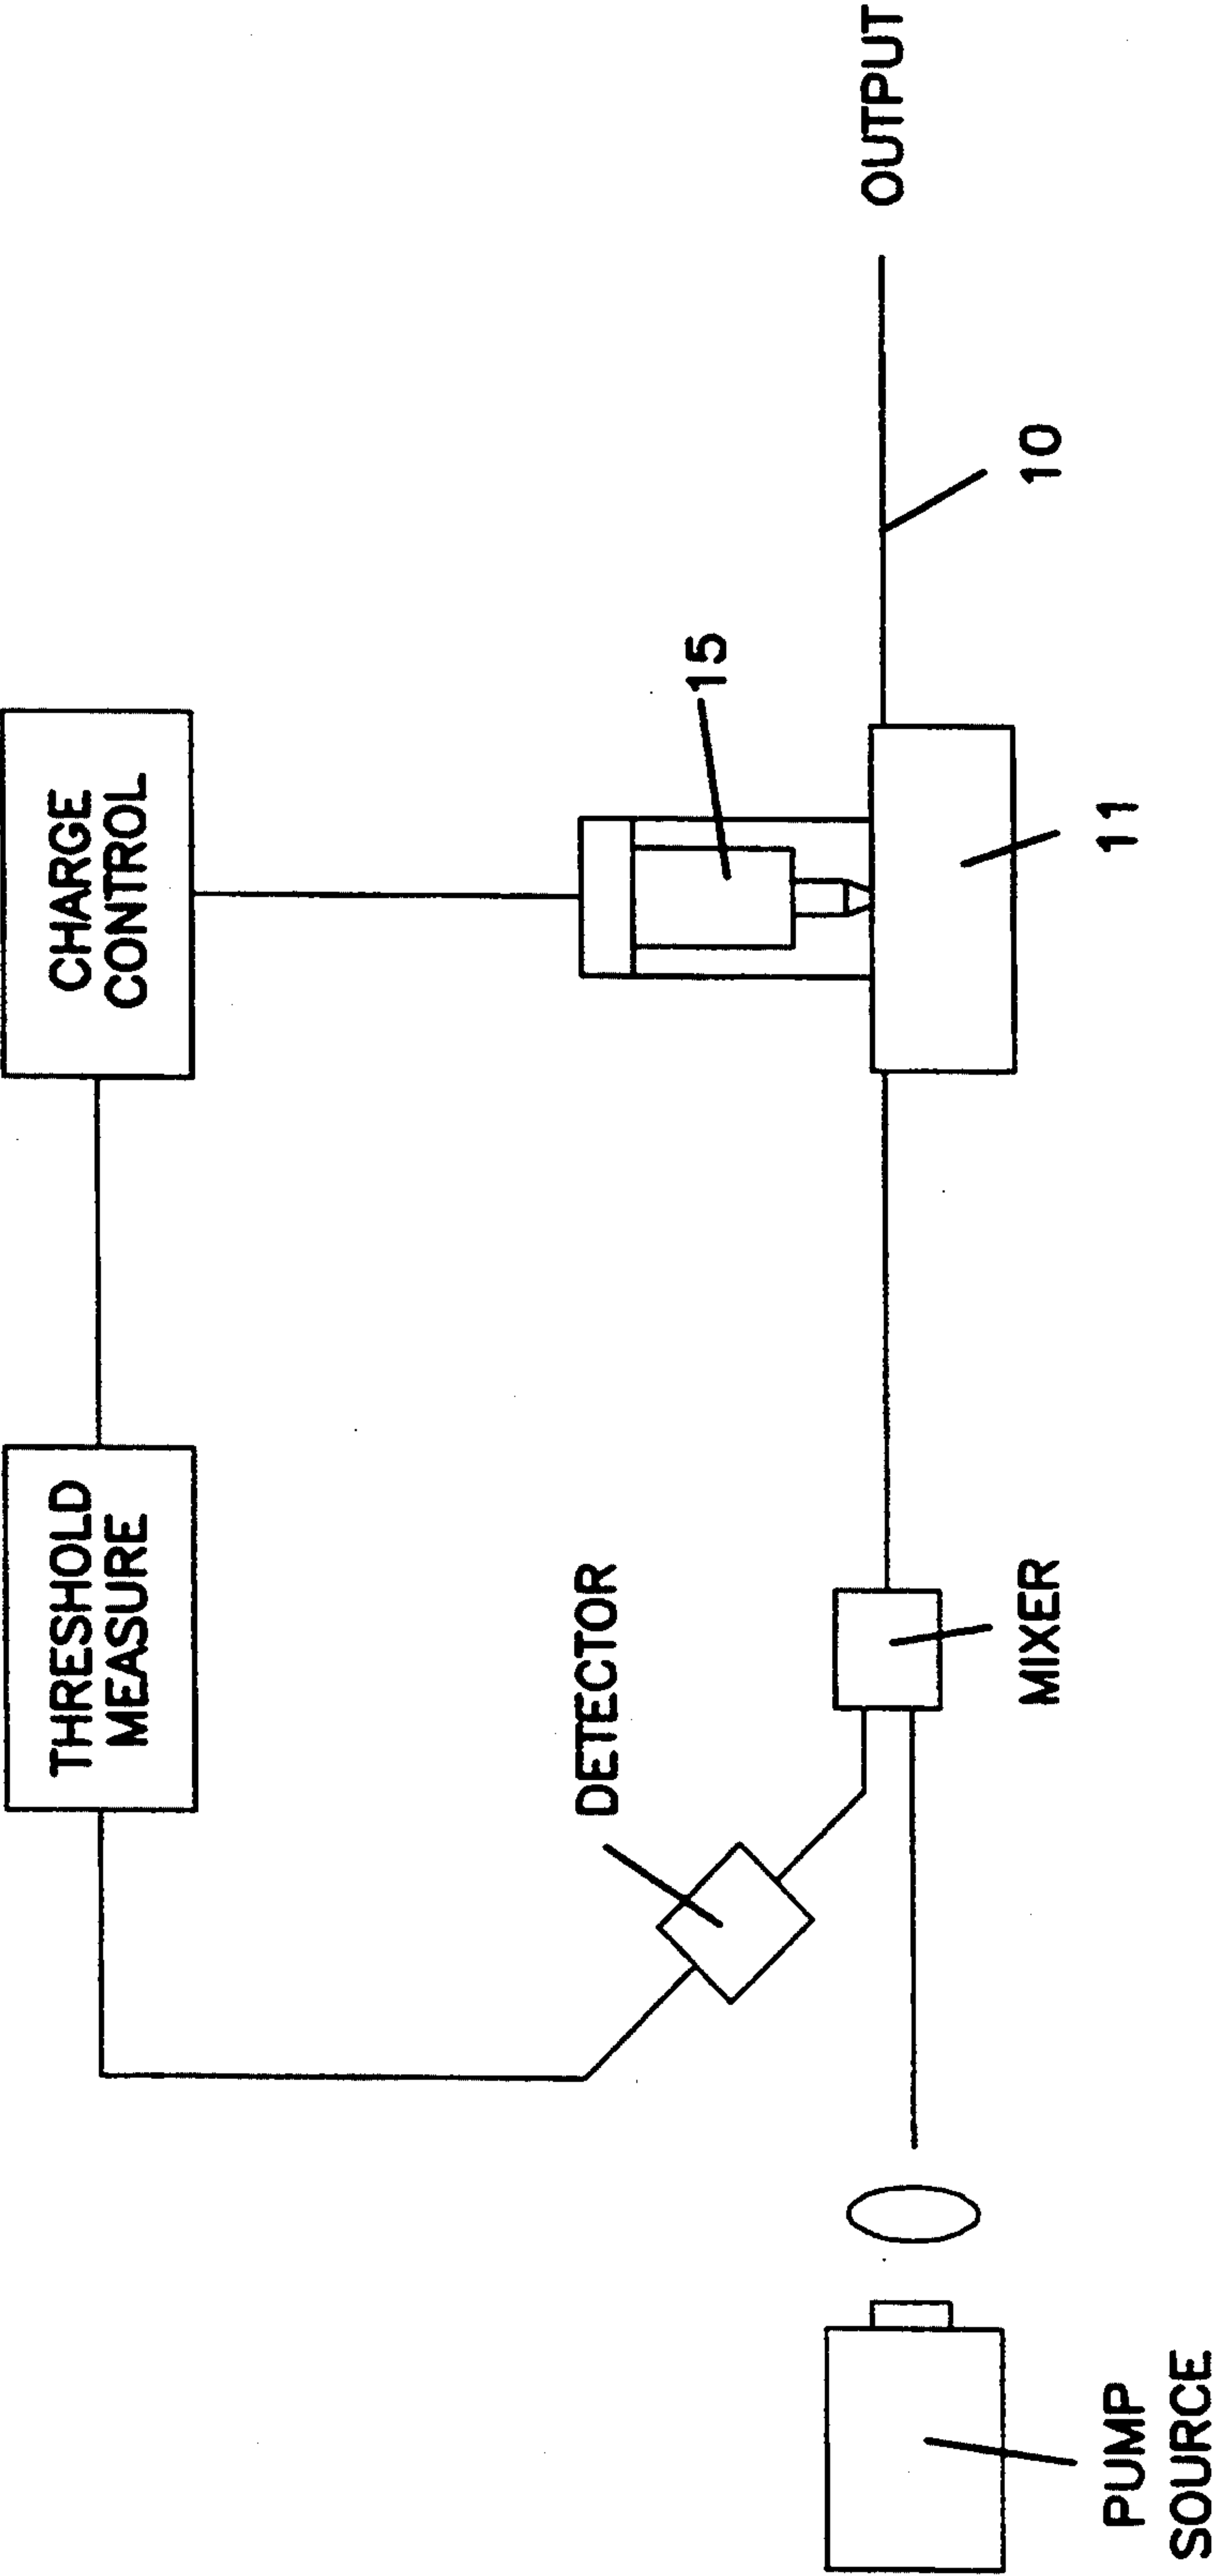 THRESHOLD
MEASURE
CHARGE
CONTROL
DETECTOR
15
OUTPUT
PUMP
SOURCE
MIXER
11
10